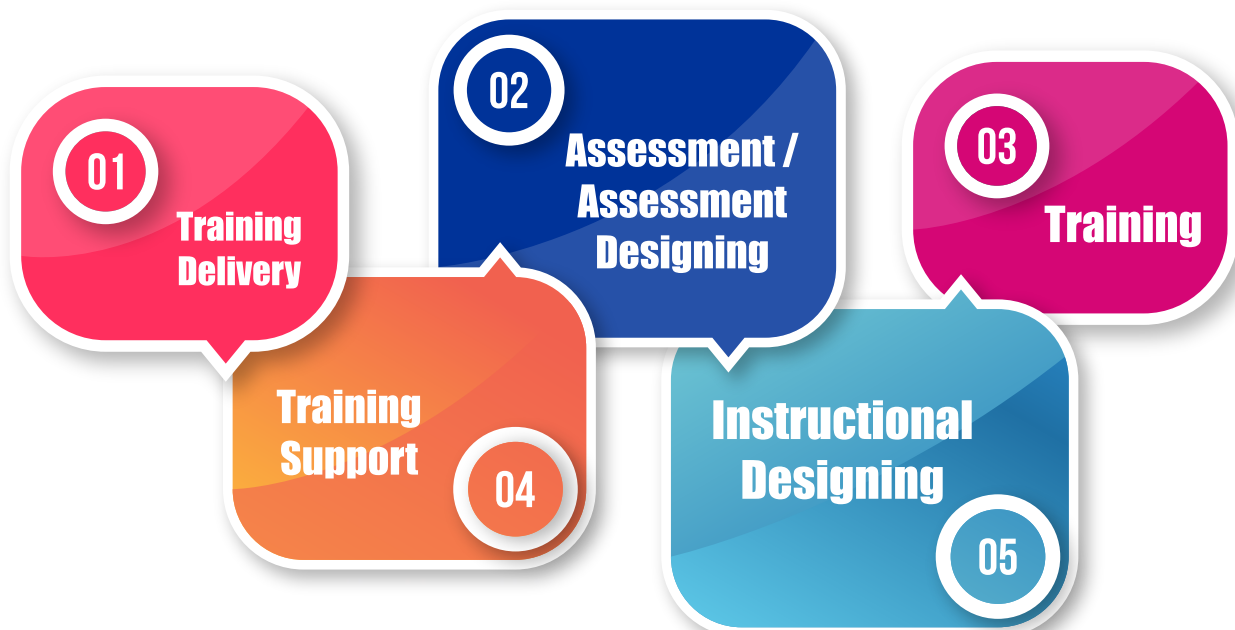 01
Training
Delivery
02
Assessment /
Assessment
Designing
03
Training
Training
Support
04
Instructional
Designing
05